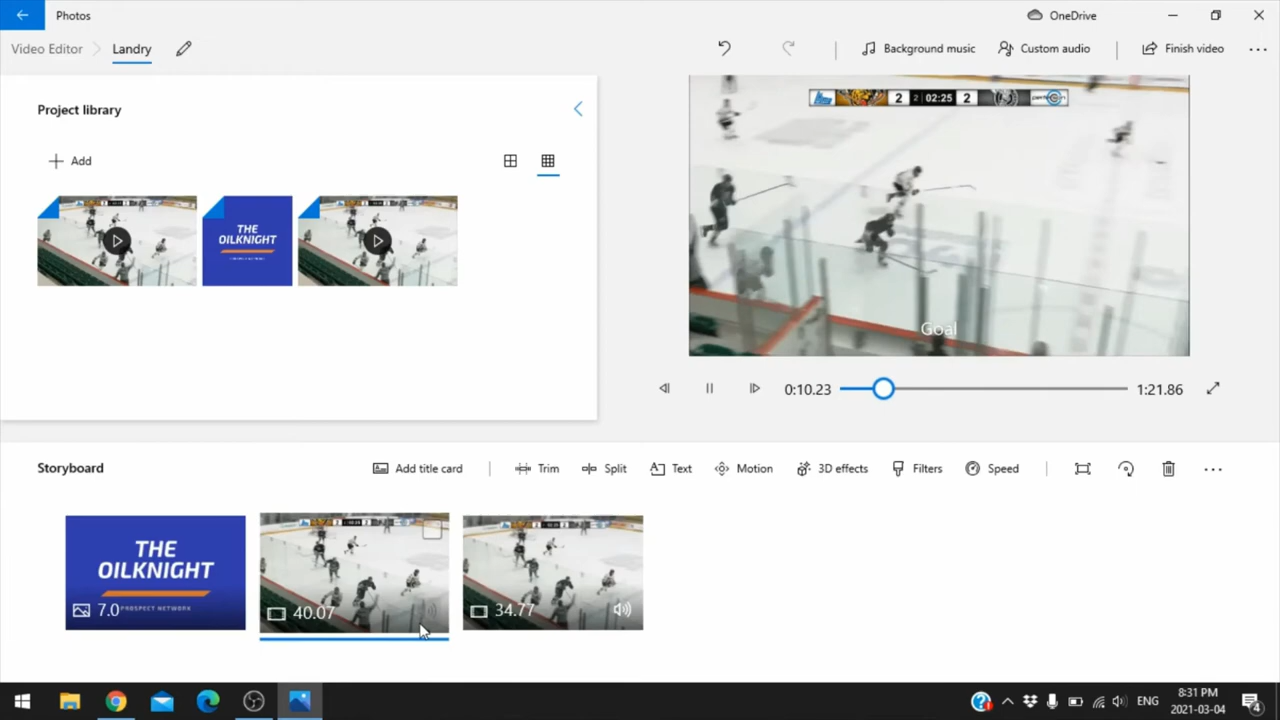 Photos
OneDrive
Video Editor
Landry
Background music
Custom audio
Finish video
Project library
Add
THE
OILKNIGHT
2 2 02:25 2
Goal
0:10.23
1:21.86
Storyboard
Add title card
Trim
Split
Text
Motion
3D effects
Filters
Speed
THE
OILKNIGHT
PROSPECT NETWORK
7.0
40.07
34.77
ENG
8:31 PM
2021-03-04
4